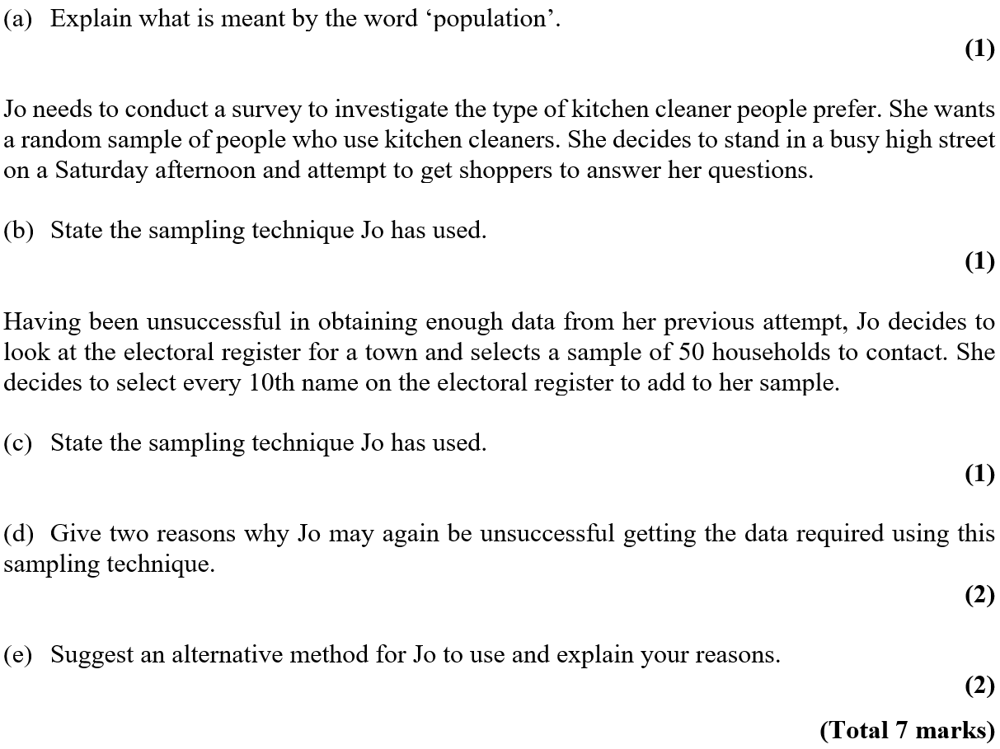 (a) Explain what is meant by the word ‘population’.
(1)
Jo needs to conduct a survey to investigate the type of kitchen cleaner people prefer. She wants
a random sample of people who use kitchen cleaners. She decides to stand in a busy high street
on a Saturday afternoon and attempt to get shoppers to answer her questions.
(b) State the sampling technique Jo has used.
(1)
Having been unsuccessful in obtaining enough data from her previous attempt, Jo decides to
look at the electoral register for a town and selects a sample of 50 households to contact. She
decides to select every 10th name on the electoral register to add to her sample.
(c) State the sampling technique Jo has used.
(1)
(d) Give two reasons why Jo may again be unsuccessful getting the data required using this
sampling technique.
(2)
(e) Suggest an alternative method for Jo to use and explain your reasons.
(2)
(Total 7 marks)